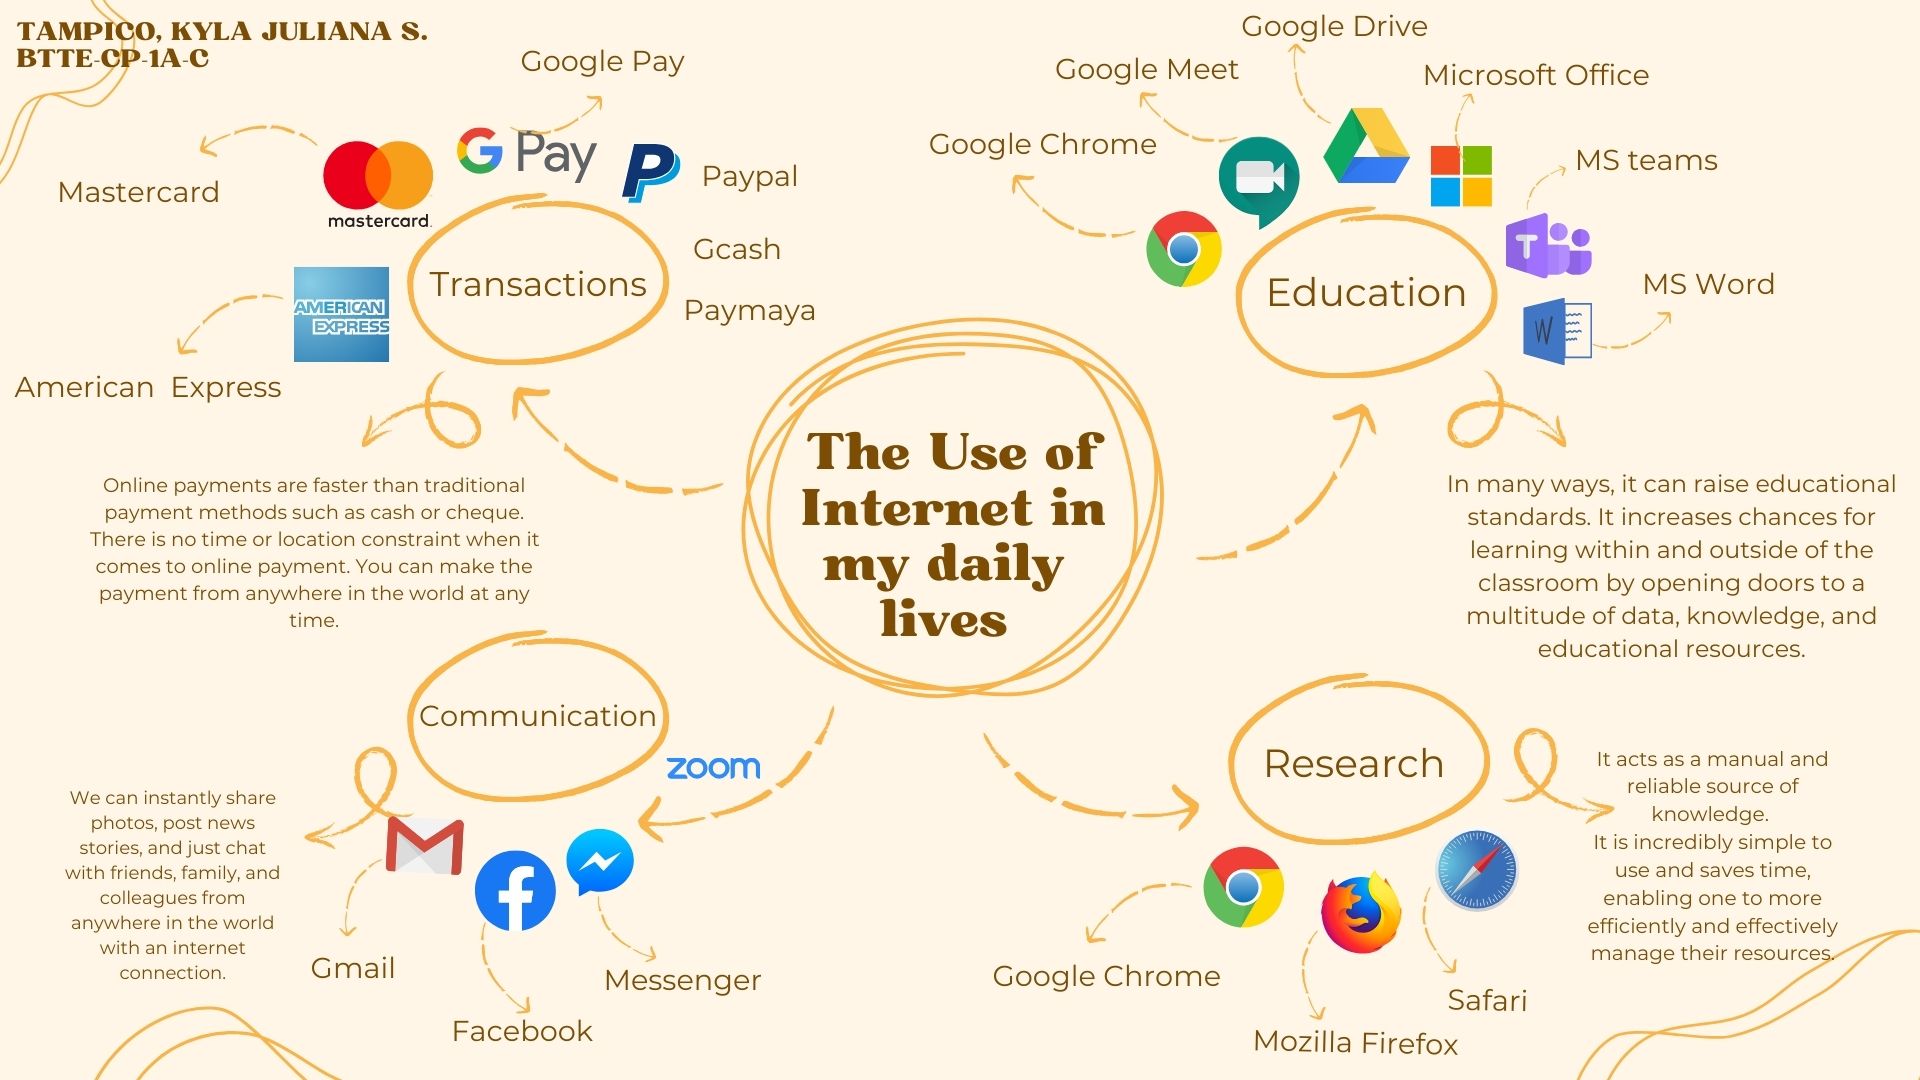 TAMPICO, KYLA JULIANA S.
BTTE-CP-1A-C
Google Pay
Mastercard
G Pay
mastercard.
Paypal
Gcash
Paymaya
Transactions
AMERICAN
EXPRESS
American Express
Online payments are faster than traditional
payment methods such as cash or cheque.
There is no time or location constraint when it
comes to online payment. You can make the
payment from anywhere in the world at any
time.
Google Drive
Google Meet
Microsoft Office
Google Chrome
MS teams
T
MS Word
W
Education
In many ways, it can raise educational
standards. It increases chances for
learning within and outside of the
classroom by opening doors to a
multitude of data, knowledge, and
educational resources.
The Use of
Internet in
my daily
lives
Communication
zoom
We can instantly share
photos, post news
stories, and just chat
with friends, family, and
colleagues from
anywhere in the world
with an internet
connection.
Gmail
Facebook
Messenger
Research
It acts as a manual and
reliable source of
knowledge.
It is incredibly simple to
use and saves time,
enabling one to more
efficiently and effectively
manage their resources.
Google Chrome
Mozilla Firefox
Safari